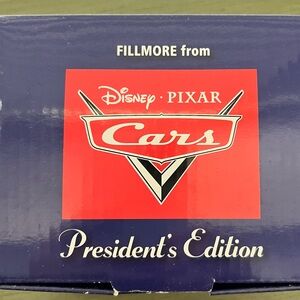 FILLMORE from
Disney · PIXAR
Cars
President's Edition